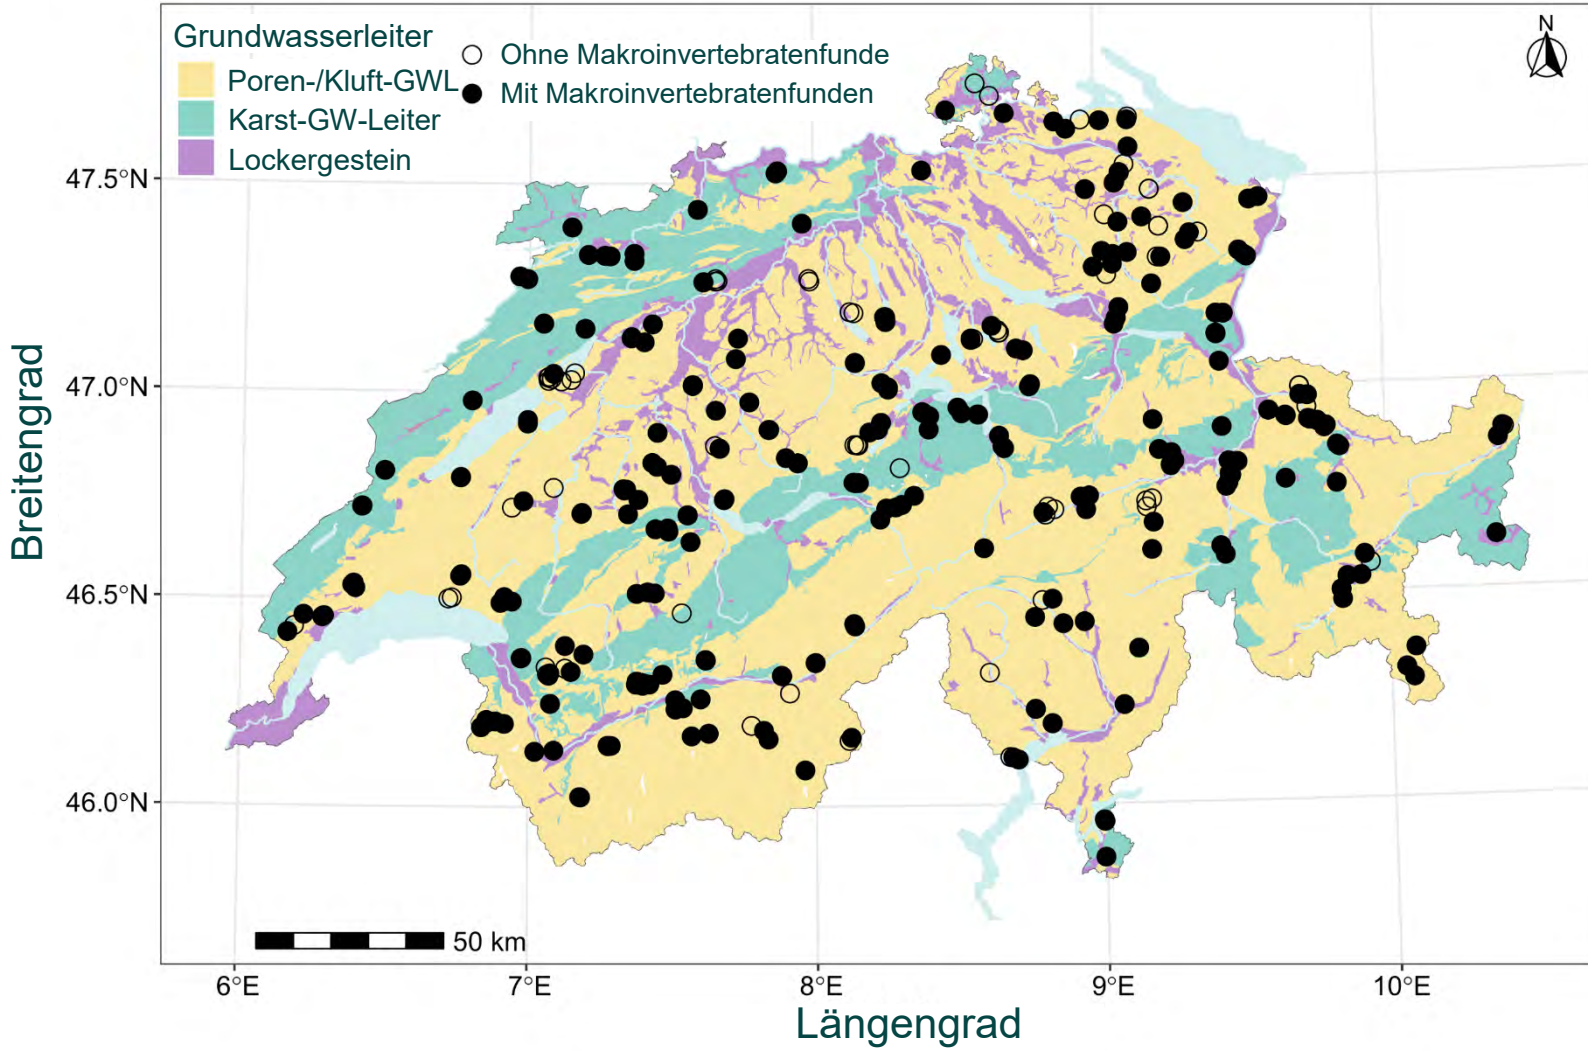 Grundwasserleiter
Poren-/Kluft-GWL
Karst-GW-Leiter
Lockergestein
Ohne Makroinvertebratenfunde
Mit Makroinvertebratenfunden
N
Breitengrad
47.5°N
47.0°N
46.5°N
46.0°N
50 km
6°E
7°E
8°E
9°E
10°E
Längengrad